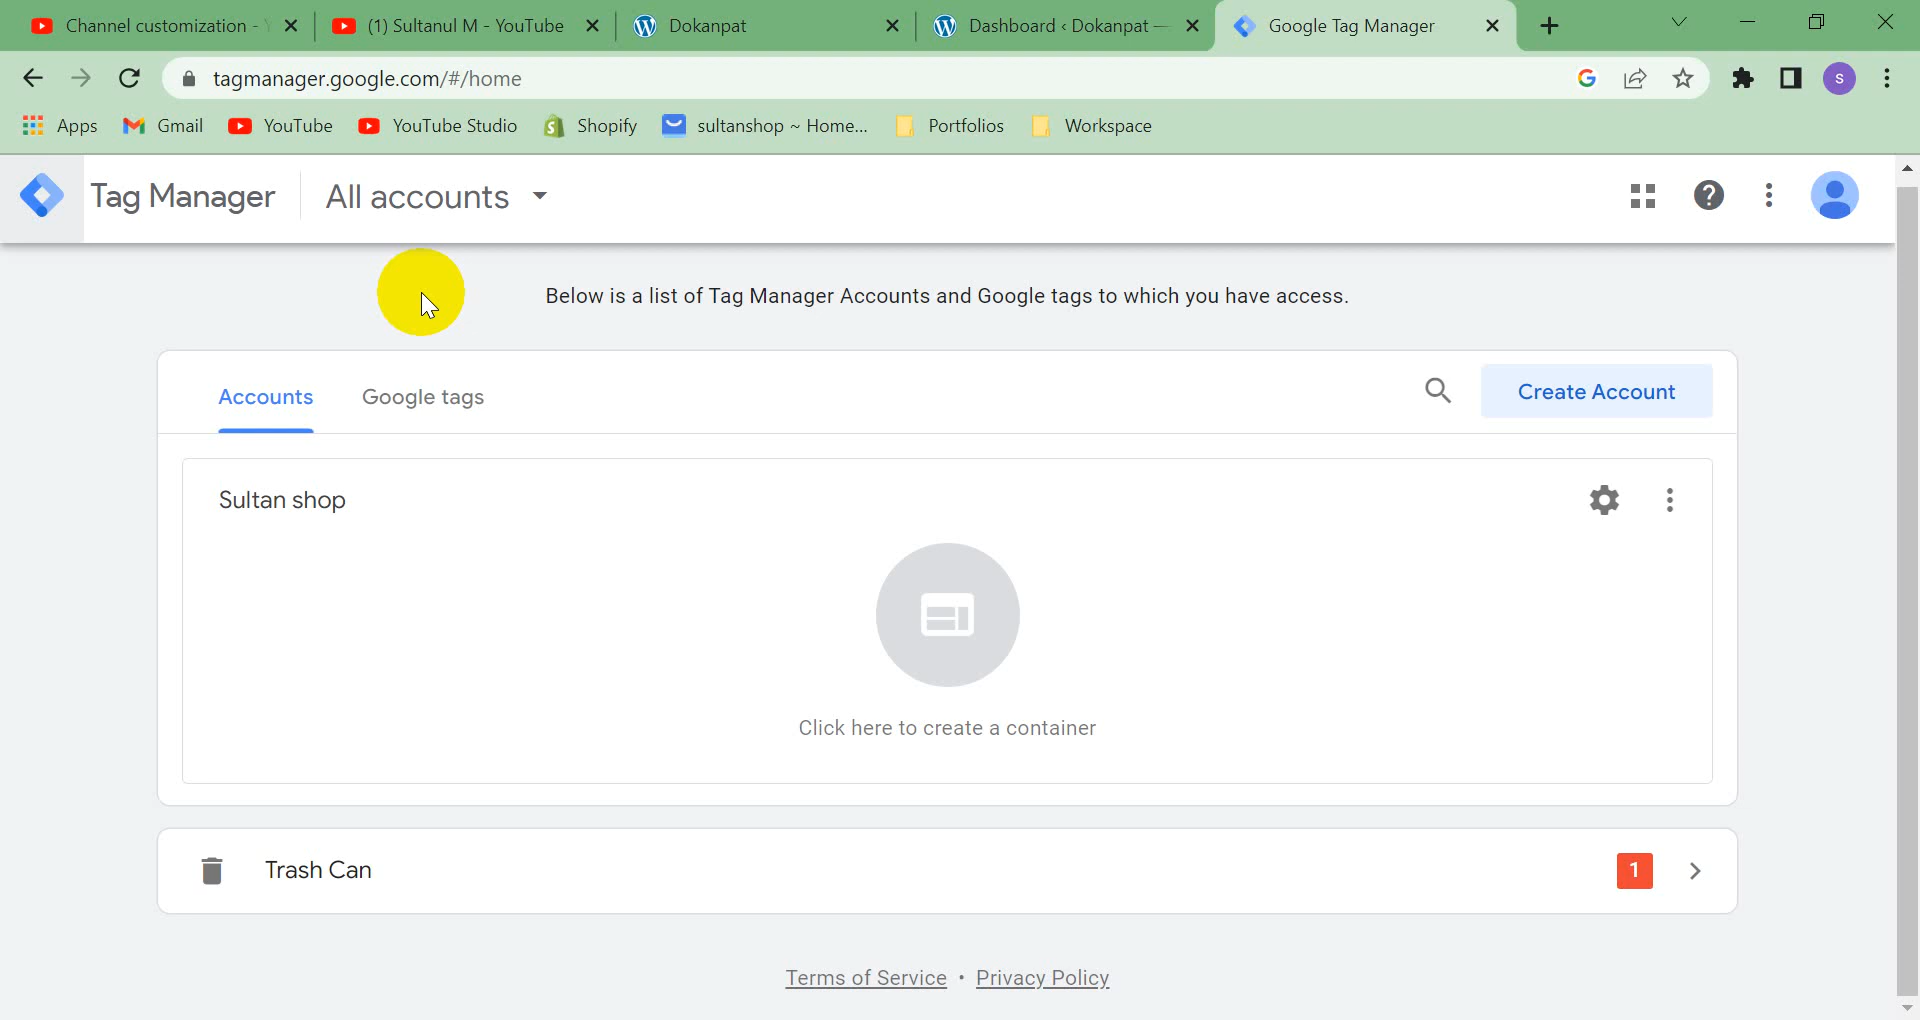 Channel customization - Y
(1) Sultanul M - YouTube
Dokanpat
Dashboard ‹ Dokanpat —
Google Tag Manager
tagmanager.google.com/#/home
S
Apps
Gmail
YouTube
YouTube Studio
Shopify
sultanshop ~ Home...
Portfolios
Workspace
Tag Manager
All accounts
Below is a list of Tag Manager Accounts and Google tags to which you have access.
Accounts
Google tags
Create Account
Sultan shop
Click here to create a container
Trash Can
1
Terms of Service • Privacy Policy